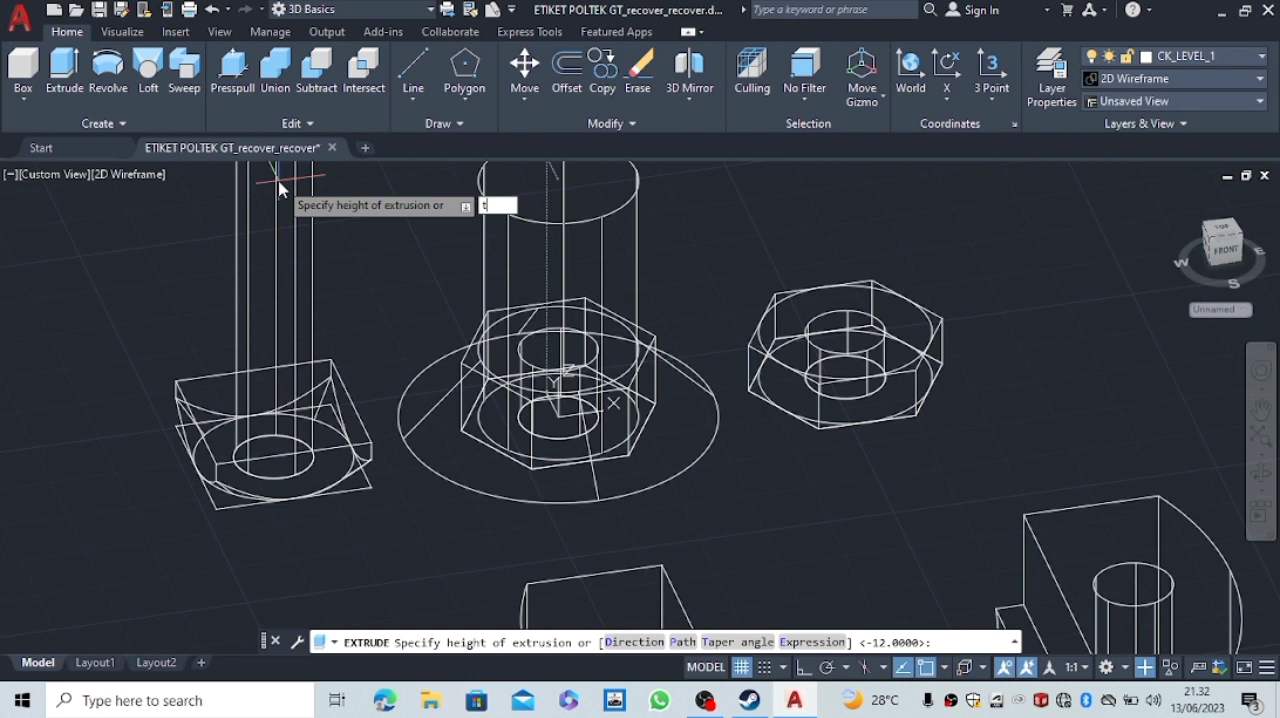 3D Basics
ETIKET POLTEK GT_recover_recover.d...
Type a keyword or phrase
Sign In
Home
Visualize
Insert
View
Manage
Output
Add-ins
Collaborate
Express Tools
Featured Apps
Box
Extrude
Revolve
Loft
Sweep
Presspull
Union
Subtract
Intersect
Line
Polygon
Move
Offset
Copy
Erase
3D Mirror
Culling
No Filter
Move
Gizmo
World
X
3 Point
Layer
Properties
CK_LEVEL_1
2D Wireframe
Unsaved View
Create
Edit
Draw
Modify
Selection
Coordinates
Layers & View
Start
ETIKET POLTEK GT_recover_recover*
[−][Custom View][2D Wireframe]
Specify height of extrusion or
t
TOP
FRONT
W
E
S
Unnamed
Y
Z
X
EXTRUDE Specify height of extrusion or [Direction Path Taper angle Expression] <-12.0000>:
Model
Layout1
Layout2
MODEL
1:1
Type here to search
28°C
21.32
13/06/2023
3